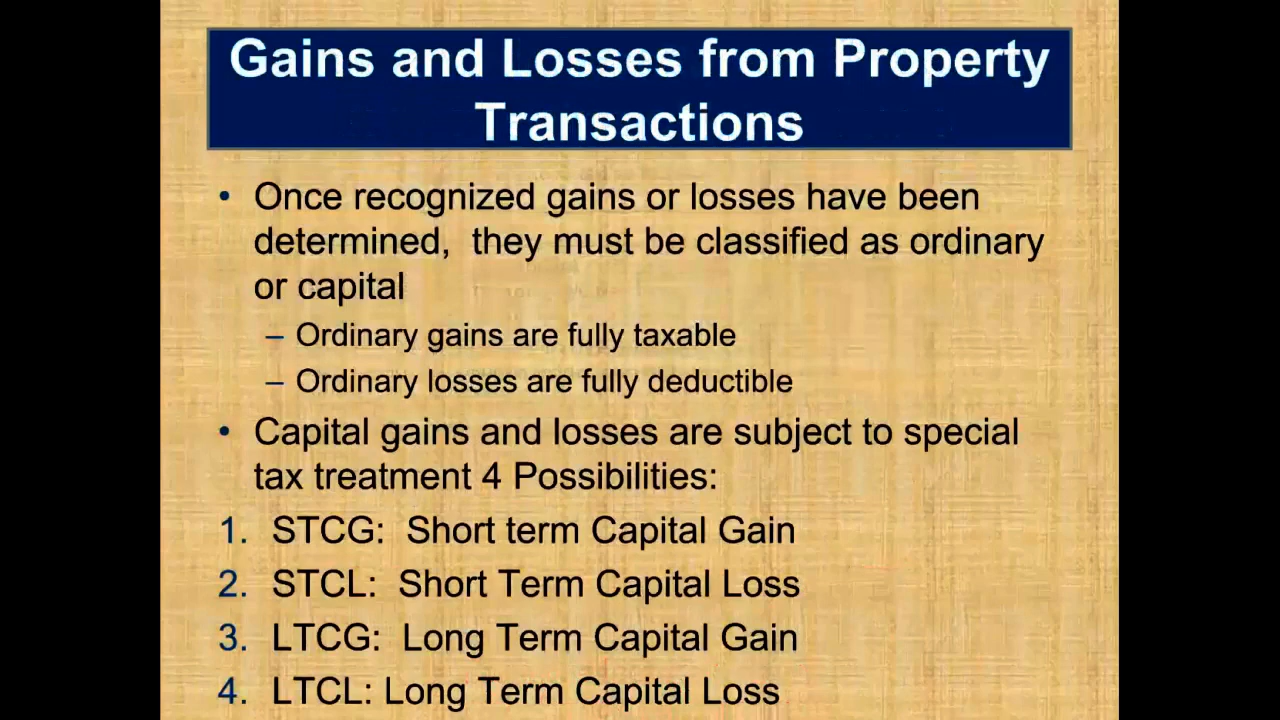 Gains and Losses from Property
Transactions
• Once recognized gains or losses have been
determined, they must be classified as ordinary
or capital
– Ordinary gains are fully taxable
– Ordinary losses are fully deductible
• Capital gains and losses are subject to special
tax treatment 4 Possibilities:
1. STCG: Short term Capital Gain
2. STCL: Short Term Capital Loss
3. LTCG: Long Term Capital Gain
4. LTCL: Long Term Capital Loss